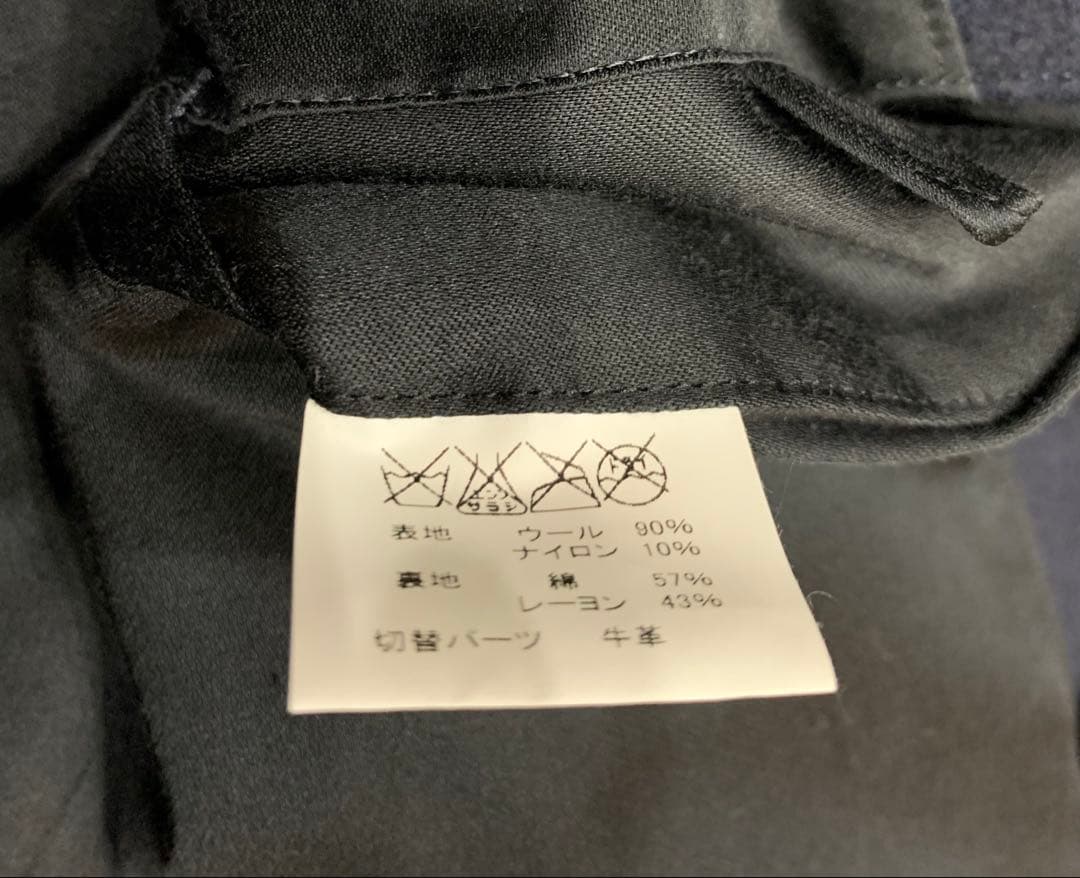 エンソ
サラシ
ドライ
表地 ウール 90%
ナイロン 10%
裏地 綿 57%
レーヨン 43%
切替パーツ 牛革